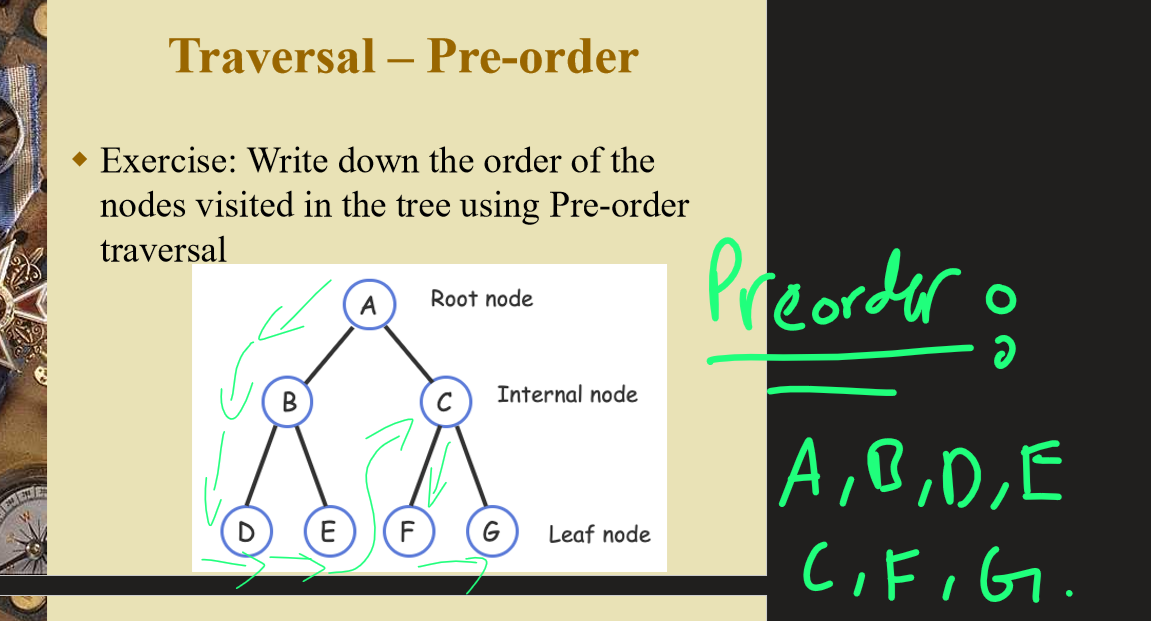 Traversal – Pre-order
Exercise: Write down the order of the
nodes visited in the tree using Pre-order
traversal
A Root node
B C Internal node
D E F G Leaf node
Preorder :
A, B, D, E
C, F, G.